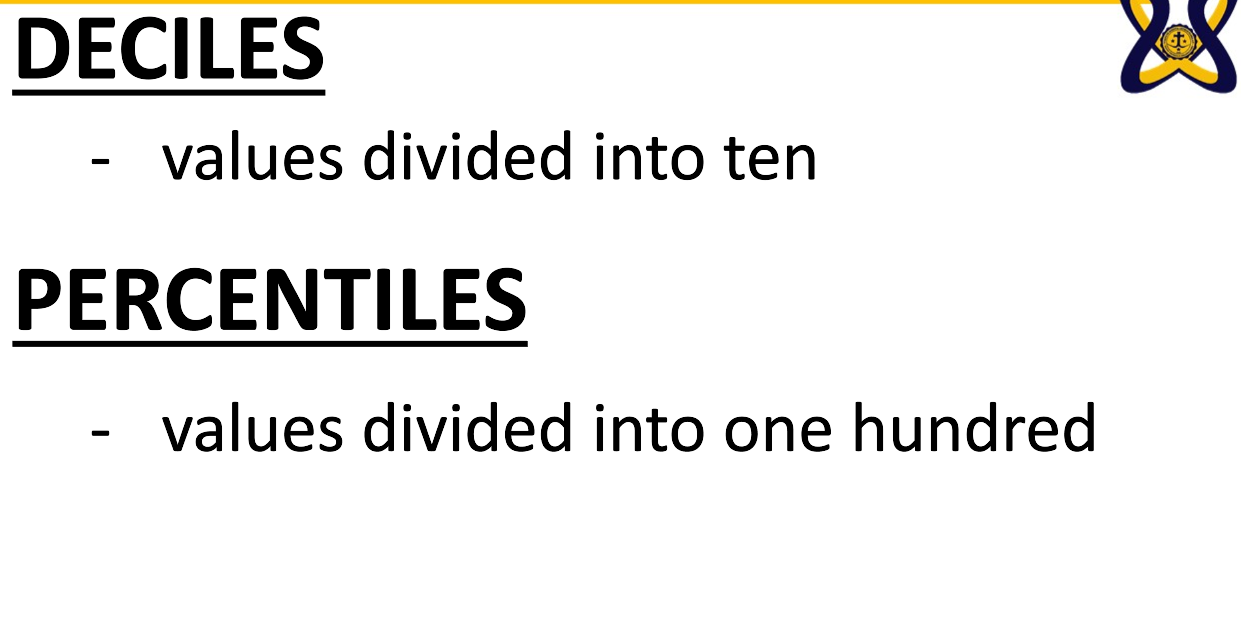 DECILES
- values divided into ten
PERCENTILES
- values divided into one hundred